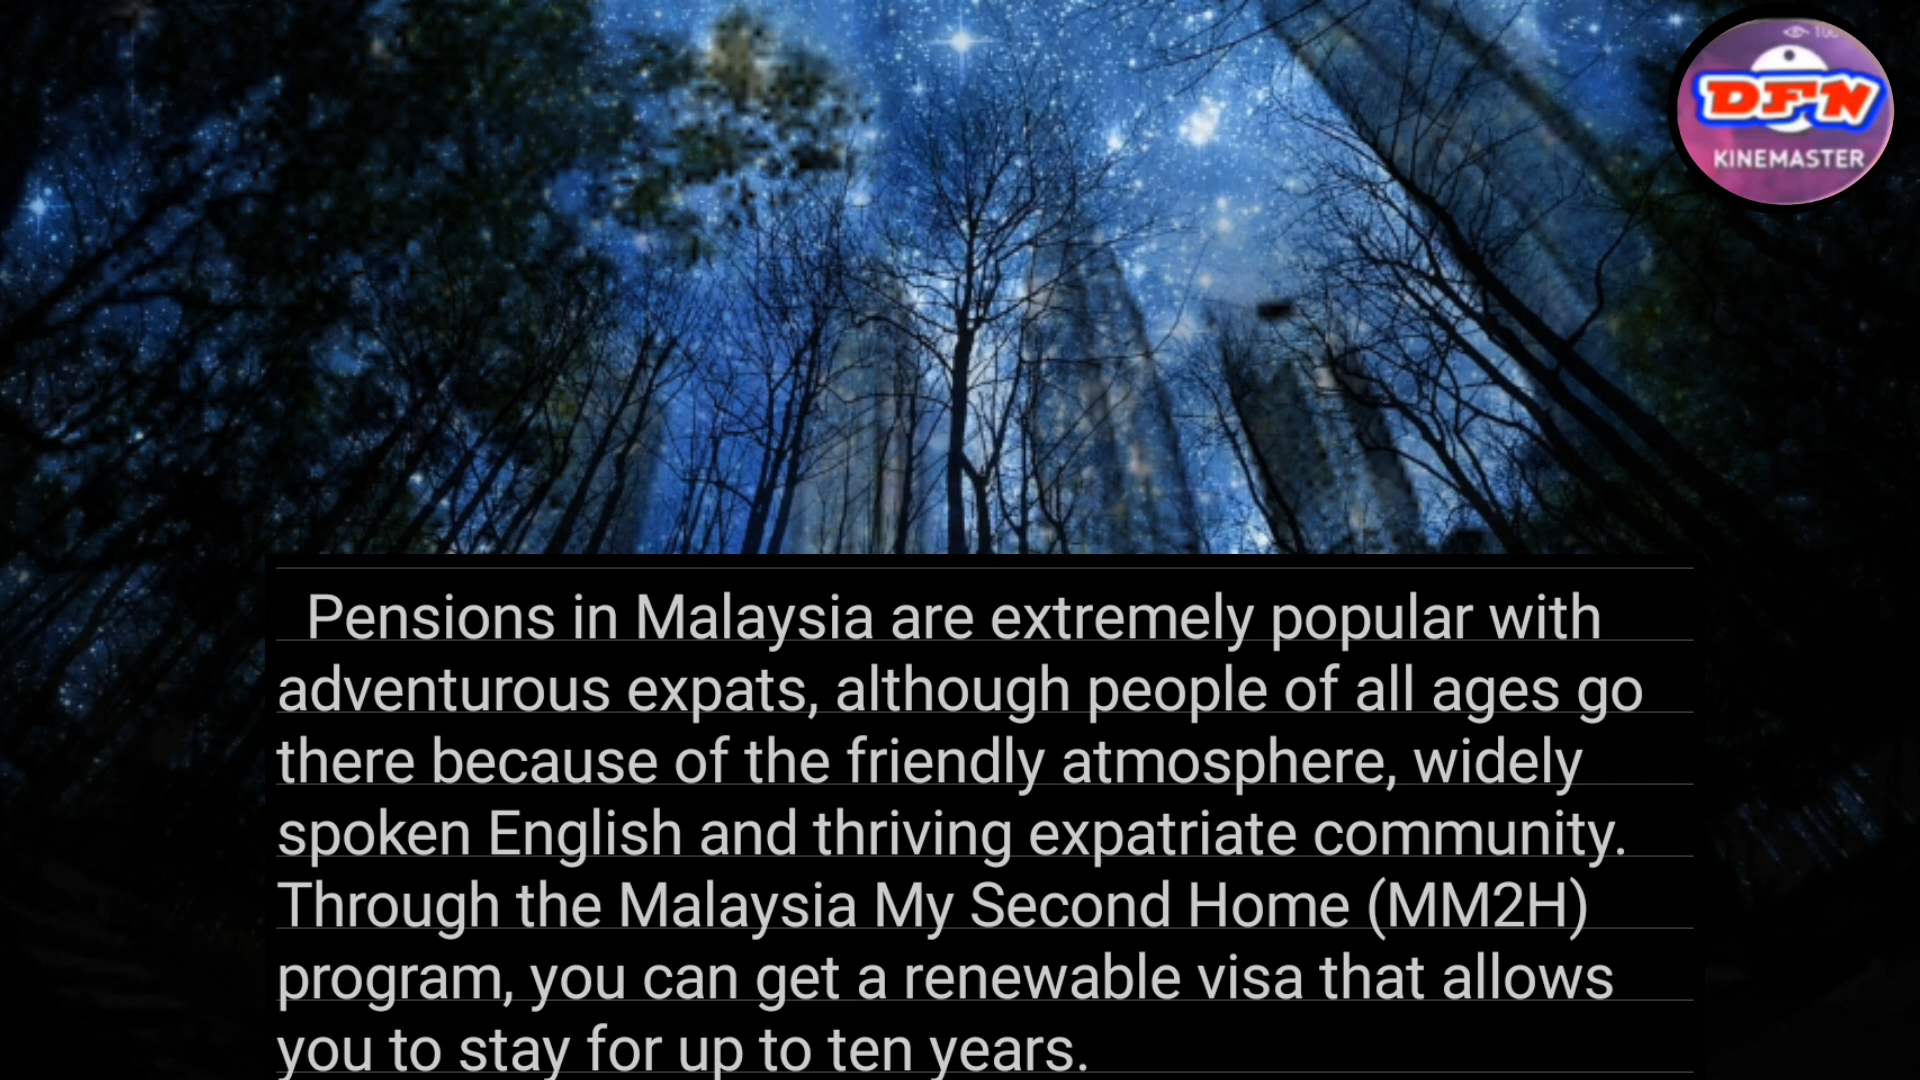 100
DFN
KINEMASTER
Pensions in Malaysia are extremely popular with
adventurous expats, although people of all ages go
there because of the friendly atmosphere, widely
spoken English and thriving expatriate community.
Through the Malaysia My Second Home (MM2H)
program, you can get a renewable visa that allows
you to stay for up to ten years.